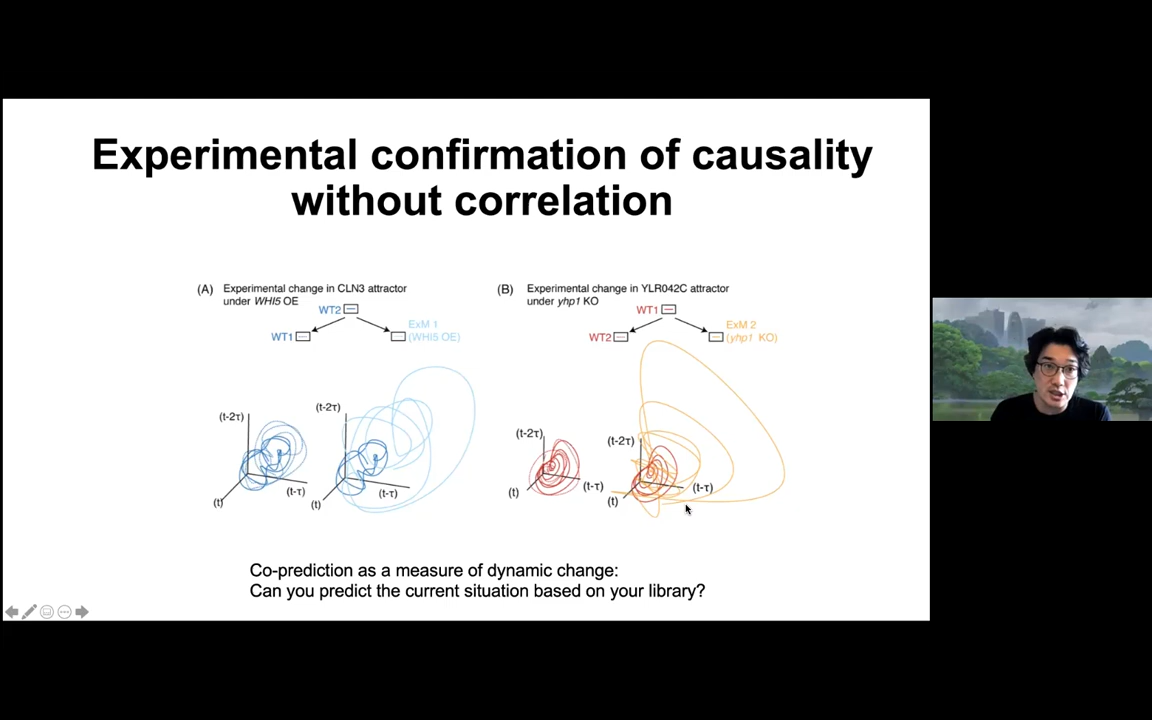 Experimental confirmation of causality
without correlation
(A) Experimental change in CLN3 attractor
under WHI5 OE
WT2
WT1
ExM 1
(WHI5 OE)
(t-2τ)
(t-τ)
(t)
(t-2τ)
(t-τ)
(t)
(B) Experimental change in YLR042C attractor
under yhp1 KO
WT1
WT2
ExM 2
(yhp1 KO)
(t-2τ)
(t-τ)
(t)
(t-2τ)
(t-τ)
(t)
Co-prediction as a measure of dynamic change:
Can you predict the current situation based on your library?